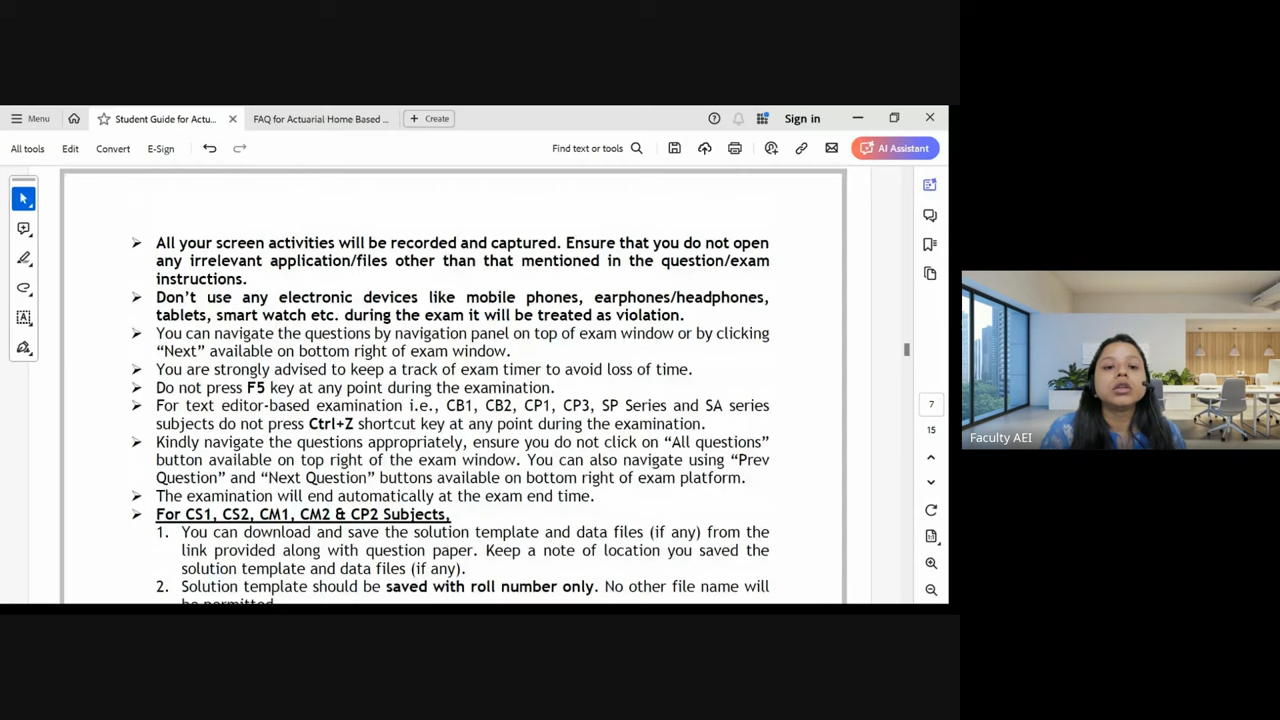 Menu
Student Guide for Actu...
FAQ for Actuarial Home Based ...
Create
Sign in
All tools
Edit
Convert
E-Sign
Find text or tools
AI Assistant
➢ All your screen activities will be recorded and captured. Ensure that you do not open
any irrelevant application/files other than that mentioned in the question/exam
instructions.
➢ Don't use any electronic devices like mobile phones, earphones/headphones,
tablets, smart watch etc. during the exam it will be treated as violation.
➢ You can navigate the questions by navigation panel on top of exam window or by clicking
"Next" available on bottom right of exam window.
➢ You are strongly advised to keep a track of exam timer to avoid loss of time.
➢ Do not press F5 key at any point during the examination.
➢ For text editor-based examination i.e., CB1, CB2, CP1, CP3, SP Series and SA series
subjects do not press Ctrl+Z shortcut key at any point during the examination.
➢ Kindly navigate the questions appropriately, ensure you do not click on "All questions"
button available on top right of the exam window. You can also navigate using "Prev
Question" and "Next Question" buttons available on bottom right of exam platform.
➢ The examination will end automatically at the exam end time.
➢ For CS1, CS2, CM1, CM2 & CP2 Subjects,
1. You can download and save the solution template and data files (if any) from the
link provided along with question paper. Keep a note of location you saved the
solution template and data files (if any).
2. Solution template should be saved with roll number only. No other file name will
be permitted
7
15
Faculty AEI